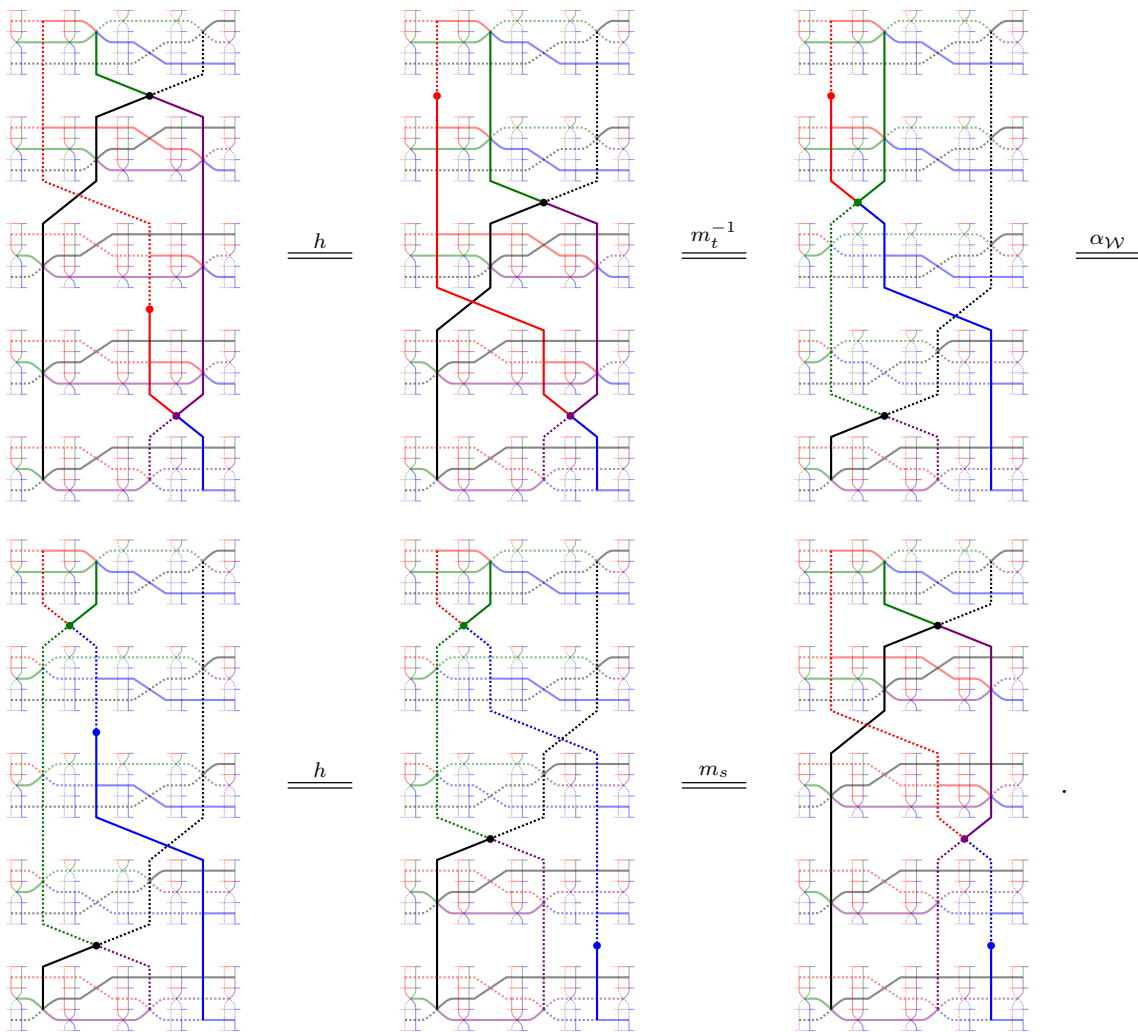 h
m_t^{-1}
α_𝒲
h
m_s
.